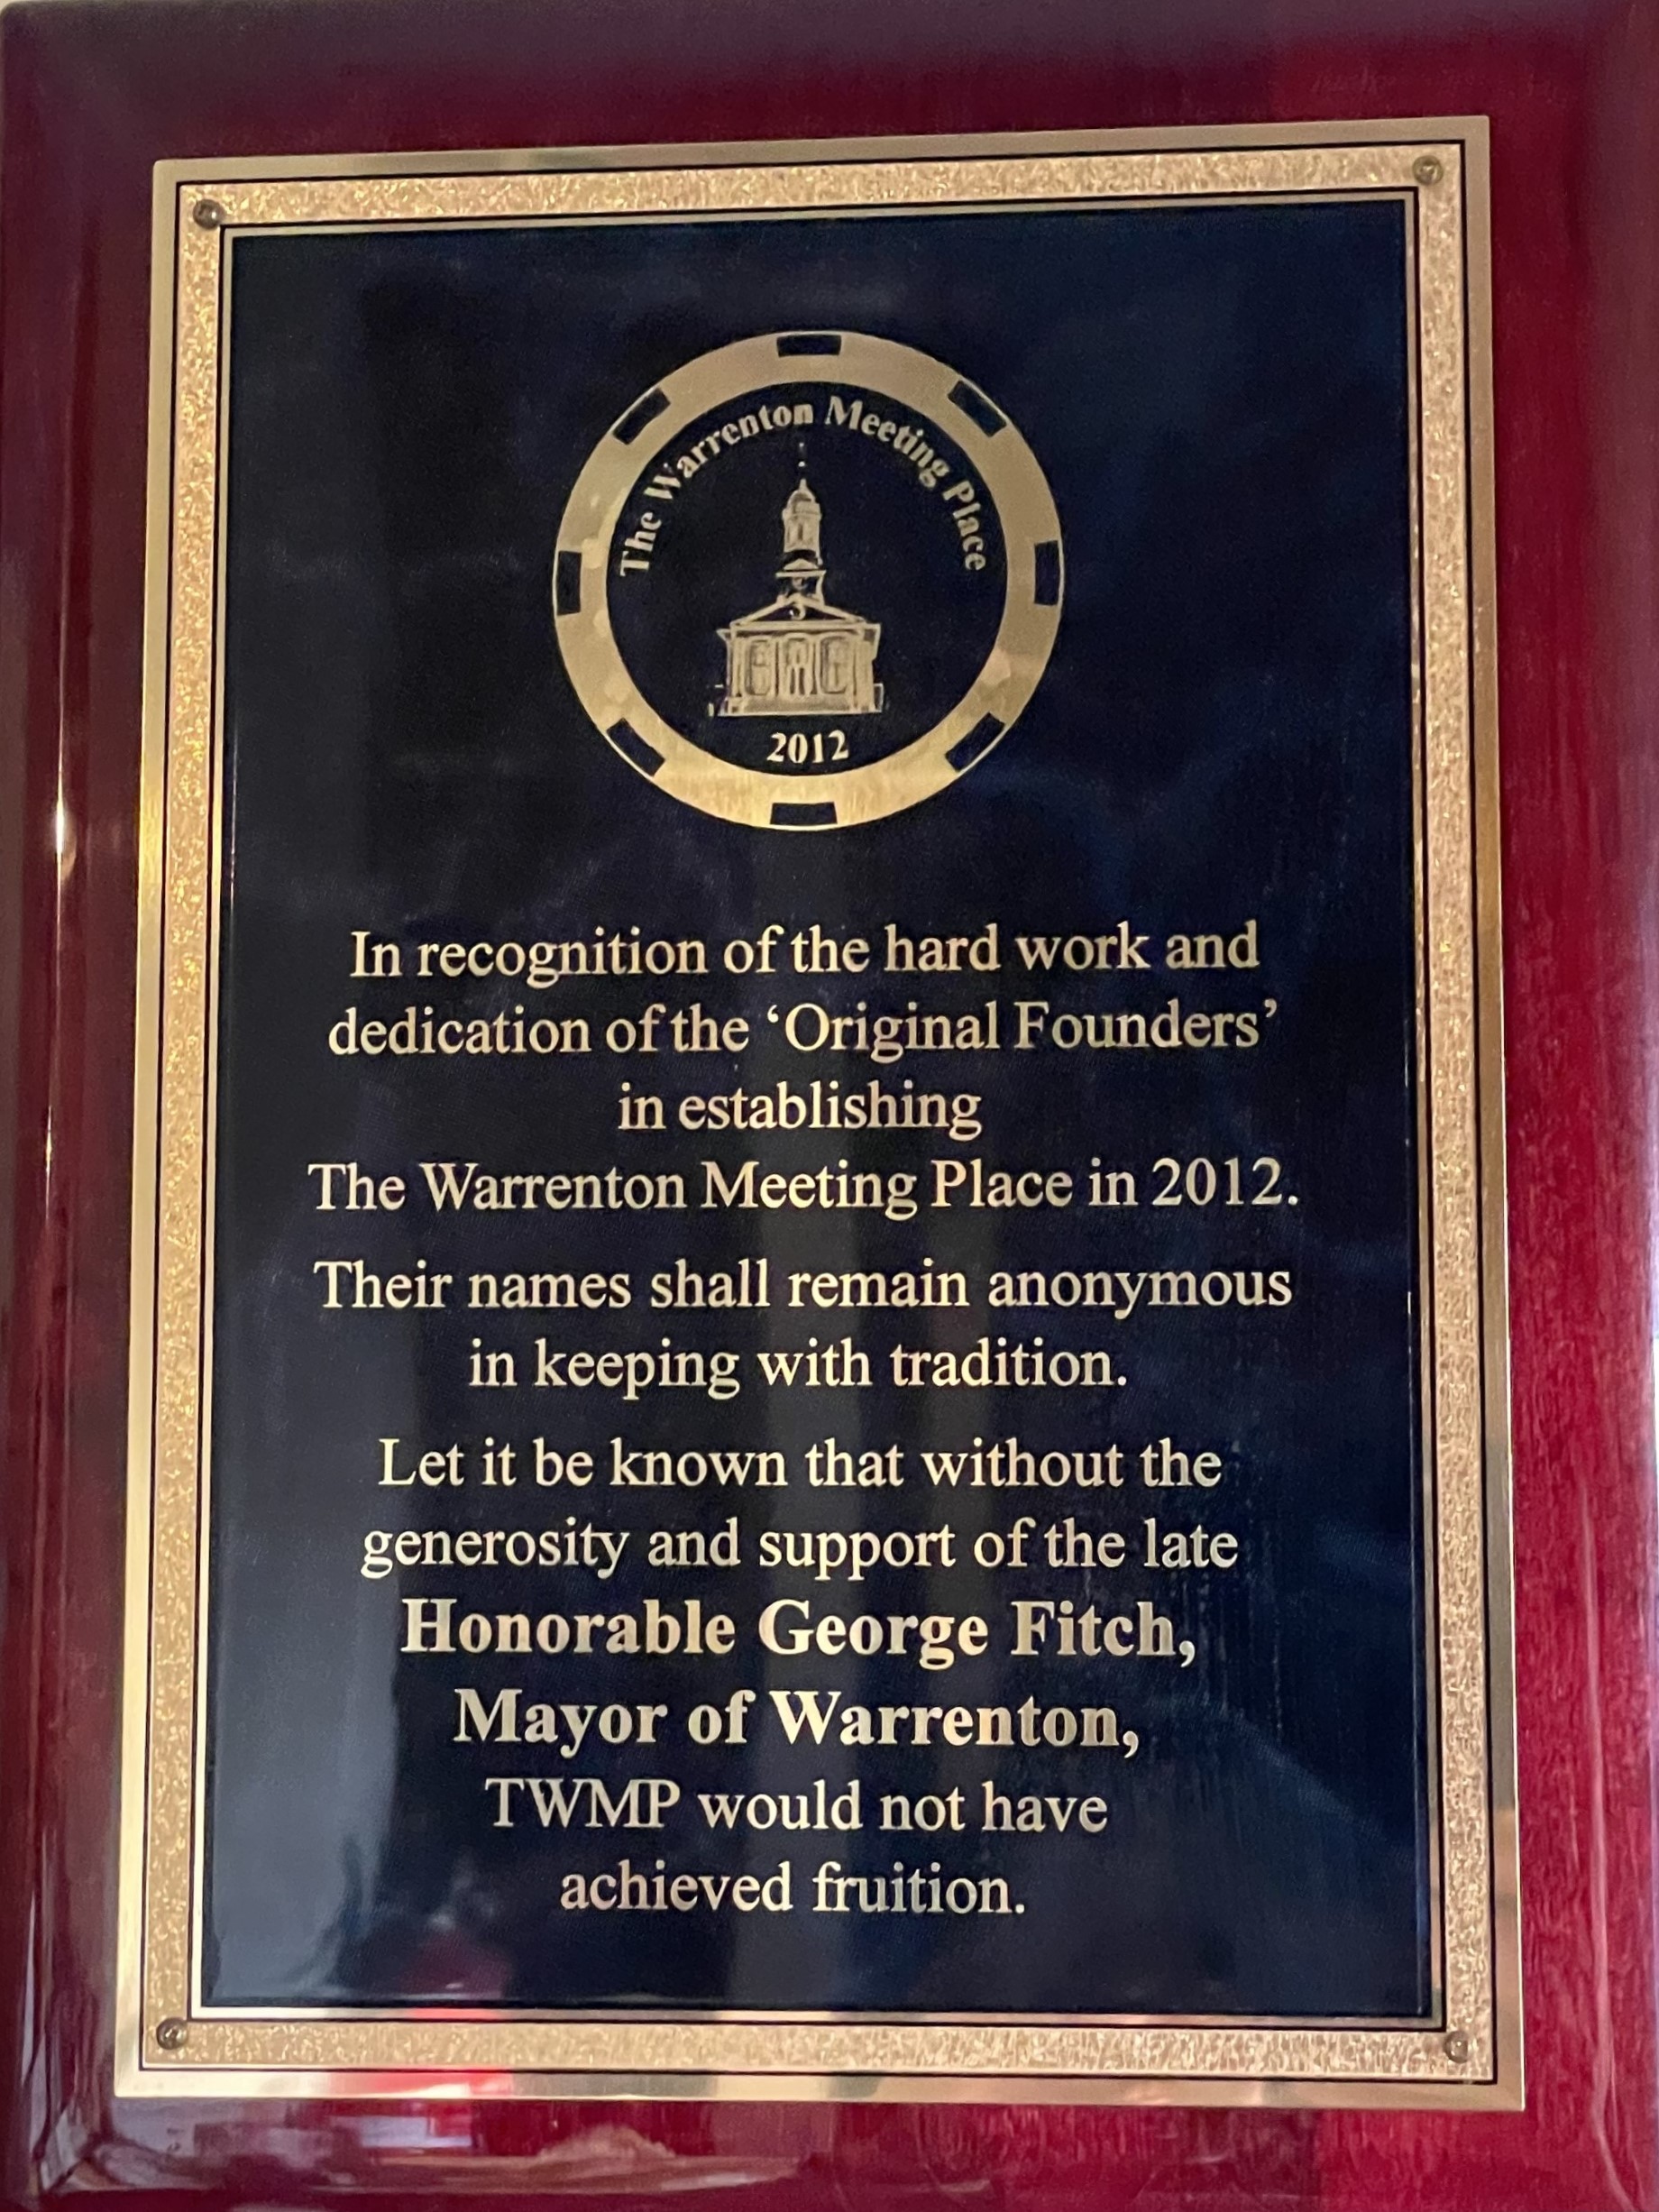 The Warrenton Meeting Place
2012
In recognition of the hard work and
dedication of the ‘Original Founders’
in establishing
The Warrenton Meeting Place in 2012.
Their names shall remain anonymous
in keeping with tradition.
Let it be known that without the
generosity and support of the late
Honorable George Fitch,
Mayor of Warrenton,
TWMP would not have
achieved fruition.